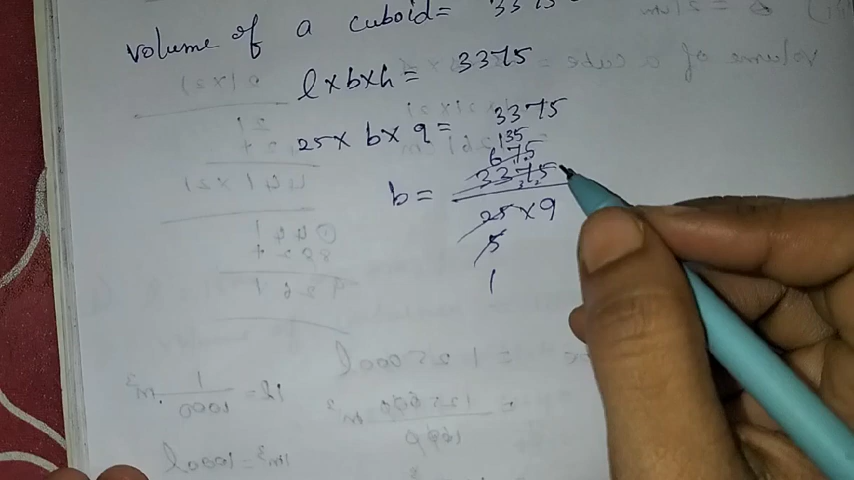 volume of a cuboid = 3375
l × b × h = 3375
25 × b × 9 = 3375
135
675
b = 3375
25 × 9
5
1